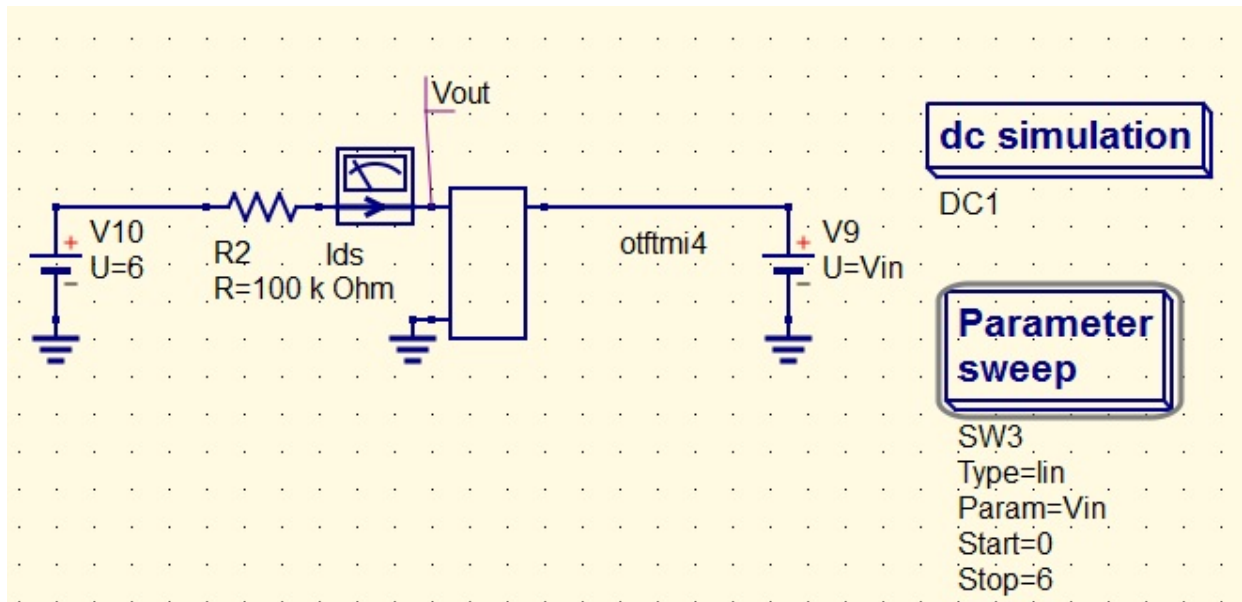 Vout
dc simulation
DC1
V10
U=6
R2
R=100 k Ohm
Ids
otftmi4
V9
U=Vin
Parameter
sweep
SW3
Type=lin
Param=Vin
Start=0
Stop=6